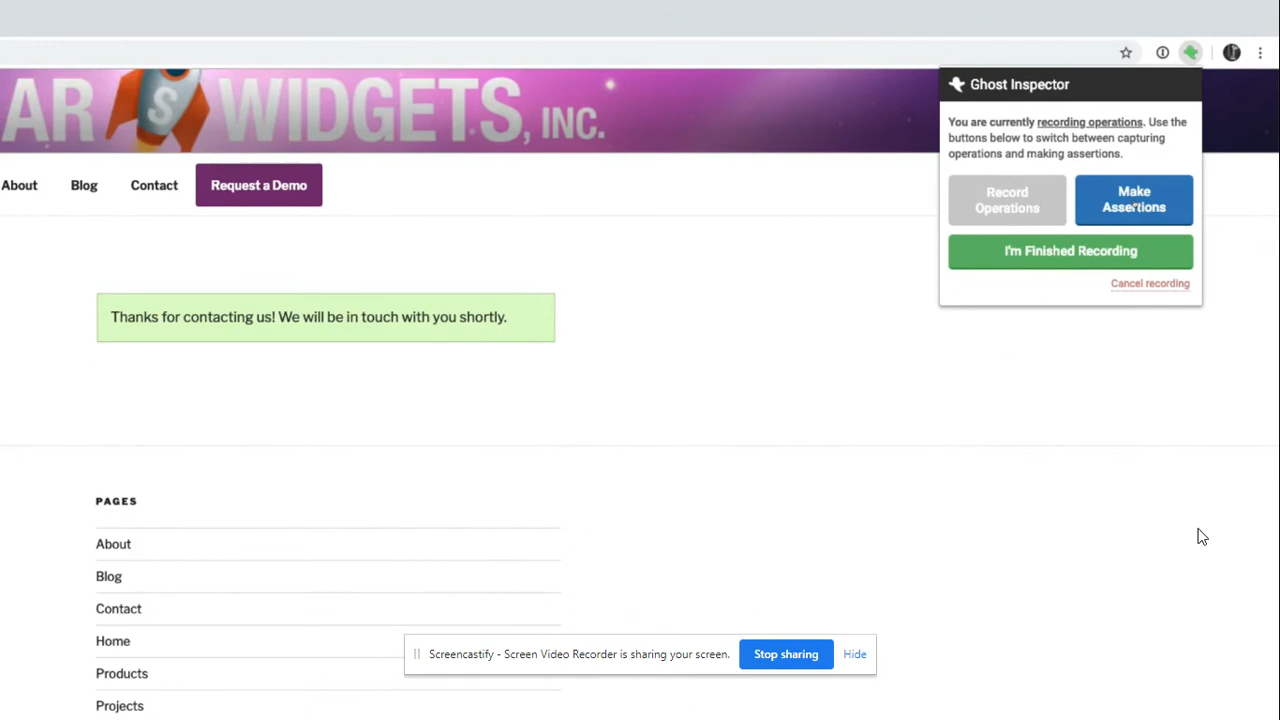 AR S WIDGETS, INC.
About Blog Contact Request a Demo
Ghost Inspector
You are currently recording operations. Use the
buttons below to switch between capturing
operations and making assertions.
Record
Operations
Make
Assertions
I'm Finished Recording
Cancel recording
Thanks for contacting us! We will be in touch with you shortly.
PAGES
About
Blog
Contact
Home
Products
Projects
Screencastify - Screen Video Recorder is sharing your screen. Stop sharing Hide